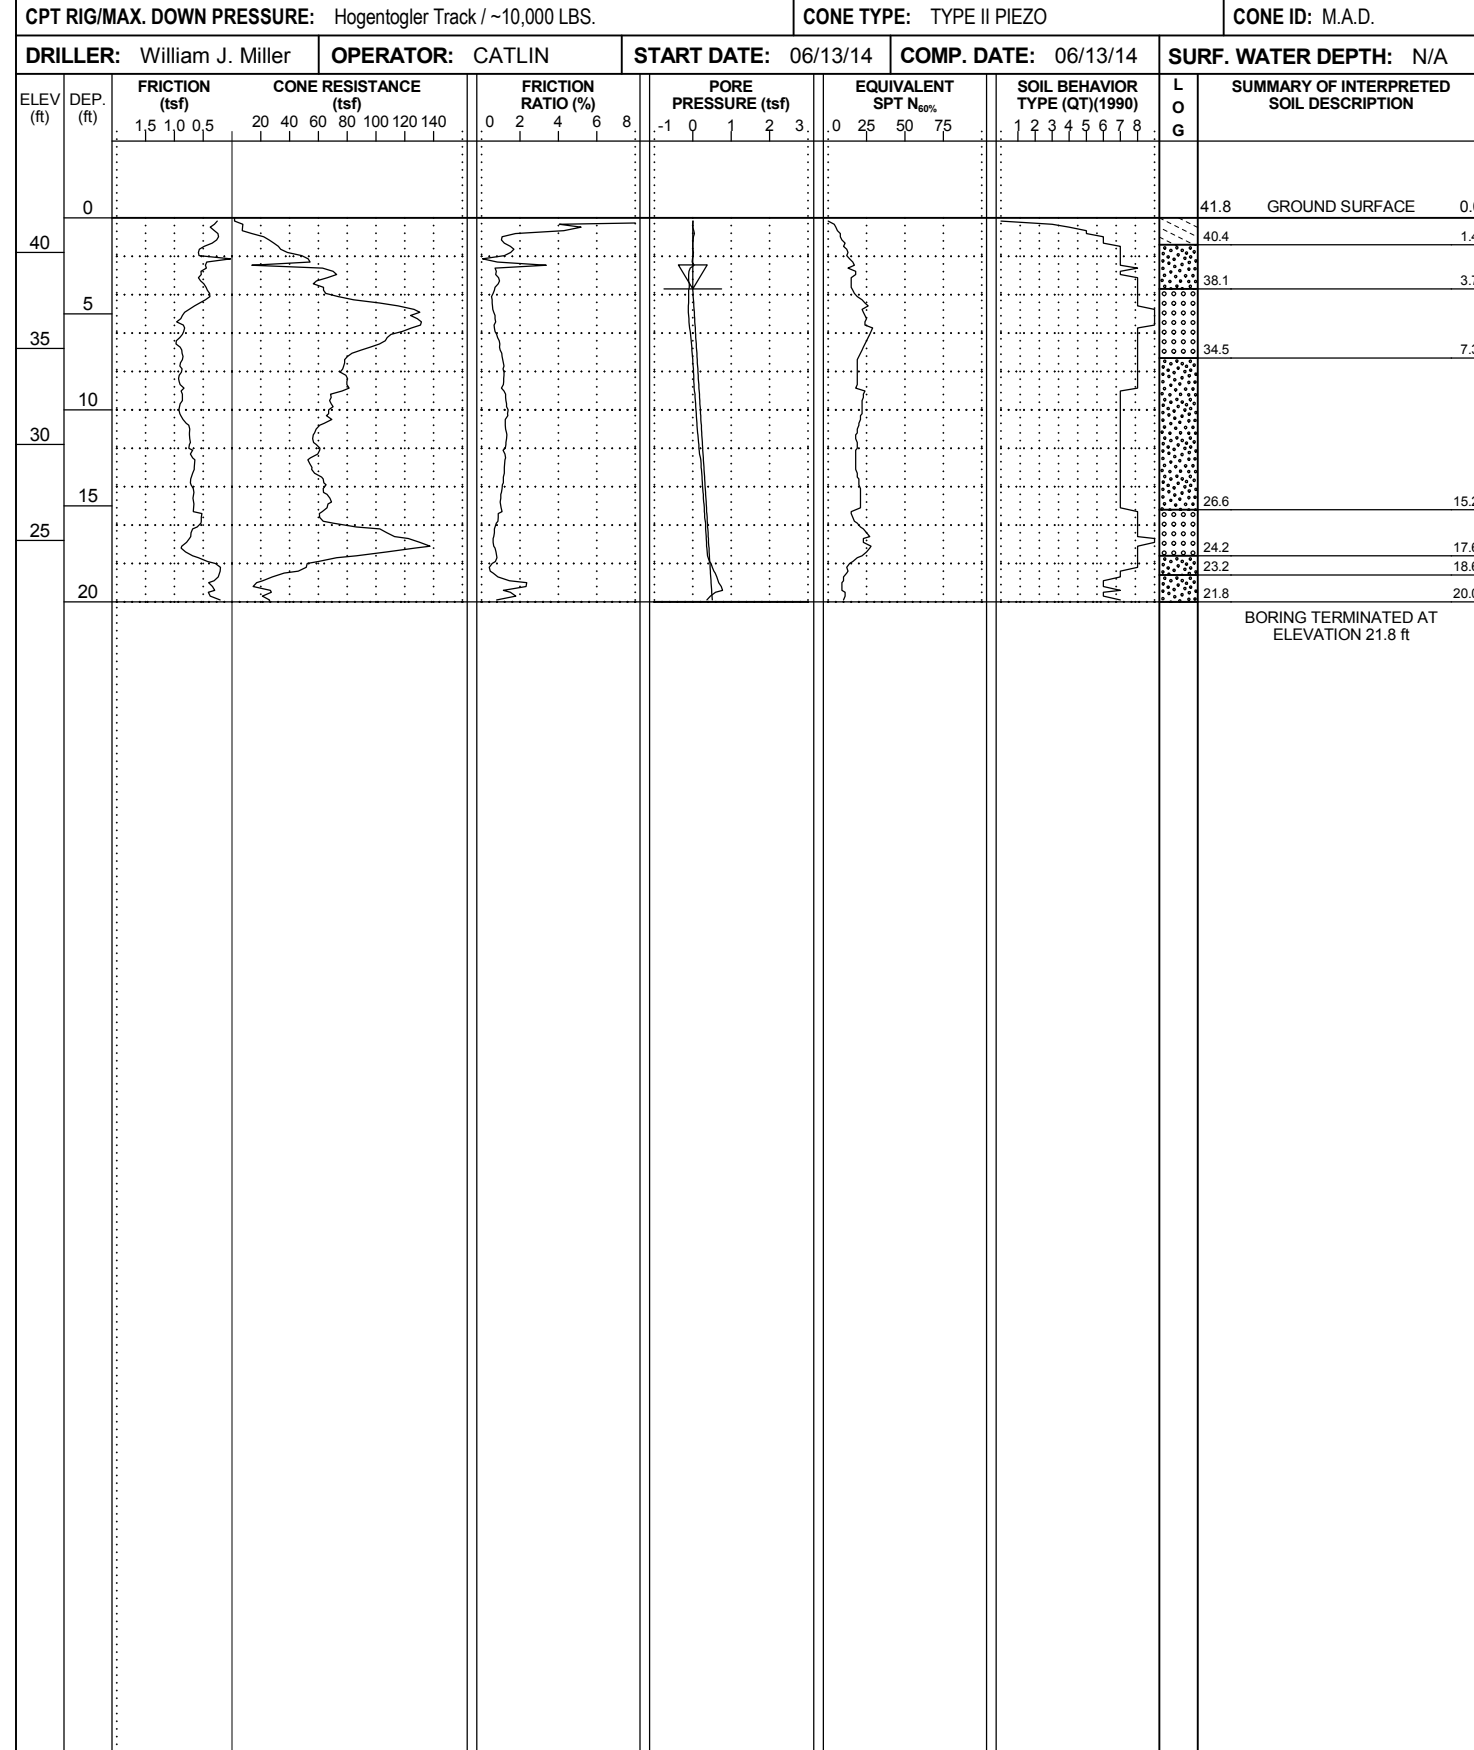 CPT RIG/MAX. DOWN PRESSURE: Hogentogler Track / ~10,000 LBS. CONE TYPE: TYPE II PIEZO CONE ID: M.A.D.
DRILLER: William J. Miller OPERATOR: CATLIN START DATE: 06/13/14 COMP. DATE: 06/13/14 SURF. WATER DEPTH: N/A
ELEV (ft)
DEP. (ft)
FRICTION (tsf)
1.5 1.0 0.5
CONE RESISTANCE (tsf)
20 40 60 80 100 120 140
FRICTION RATIO (%)
0 2 4 6 8
PORE PRESSURE (tsf)
-1 0 1 2 3
EQUIVALENT SPT N60%
0 25 50 75
SOIL BEHAVIOR TYPE (QT)(1990)
1 2 3 4 5 6 7 8
L
O
G
SUMMARY OF INTERPRETED
SOIL DESCRIPTION
0
41.8 GROUND SURFACE
40
40.4
38.1
5
35
34.5
10
30
15
26.6
25
24.2
23.2
20
21.8
BORING TERMINATED AT
ELEVATION 21.8 ft